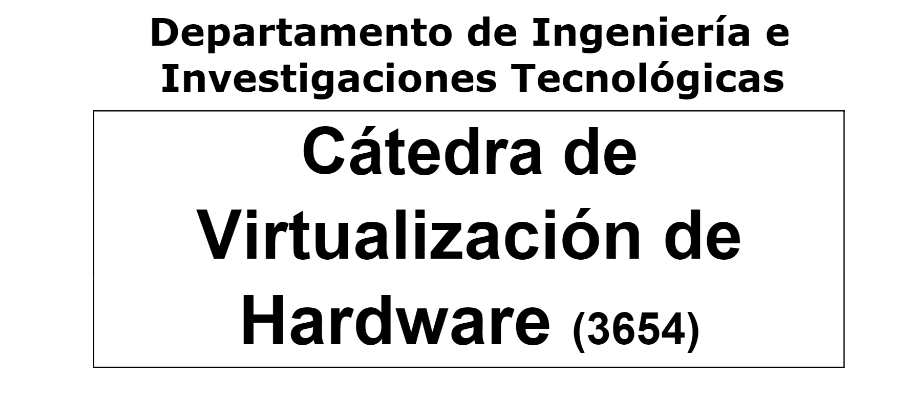 Departamento de Ingeniería e
Investigaciones Tecnológicas
Cátedra de
Virtualización de
Hardware (3654)